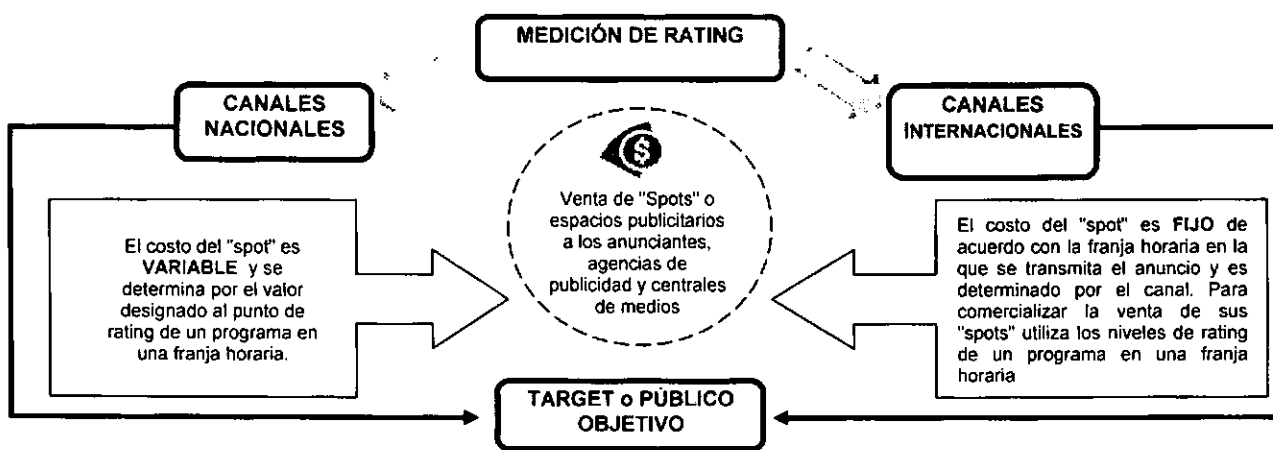 MEDICIÓN DE RATING
CANALES
NACIONALES
CANALES
INTERNACIONALES
$
Venta de "Spots" o
espacios publicitarios
a los anunciantes,
agencias de
publicidad y centrales
de medios
El costo del "spot" es
VARIABLE y se
determina por el valor
designado al punto de
rating de un programa en
una franja horaria.
El costo del "spot" es FIJO de
acuerdo con la franja horaria en la
que se transmita el anuncio y es
determinado por el canal. Para
comercializar la venta de sus
"spots" utiliza los niveles de rating
de un programa en una franja
horaria
TARGET o PÚBLICO
OBJETIVO